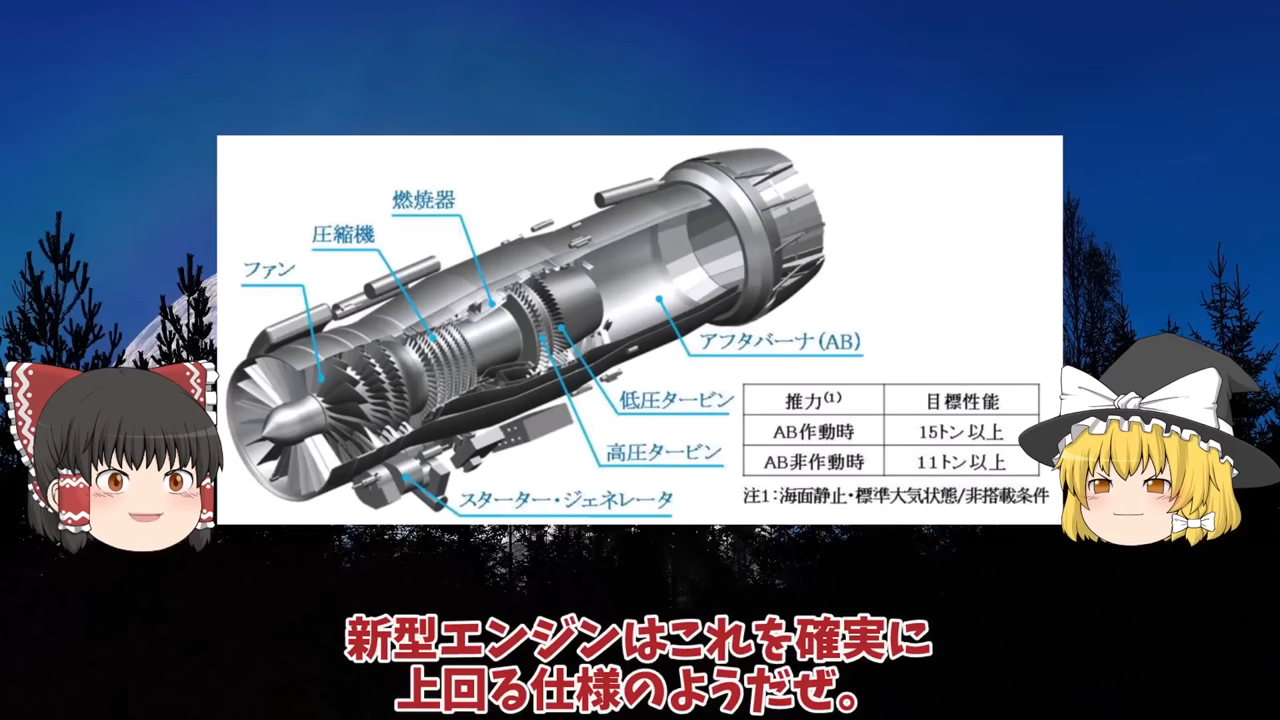 燃焼器
圧縮機
ファン
アフタバーナ(AB)
低圧タービン
高圧タービン
スターター・ジェネレータ
推力(1) 目標性能
AB作動時 15トン以上
AB非作動時 11トン以上
注1:海面静止・標準大気状態/非搭載条件
新型エンジンはこれを確実に
上回る仕様のようだぜ。